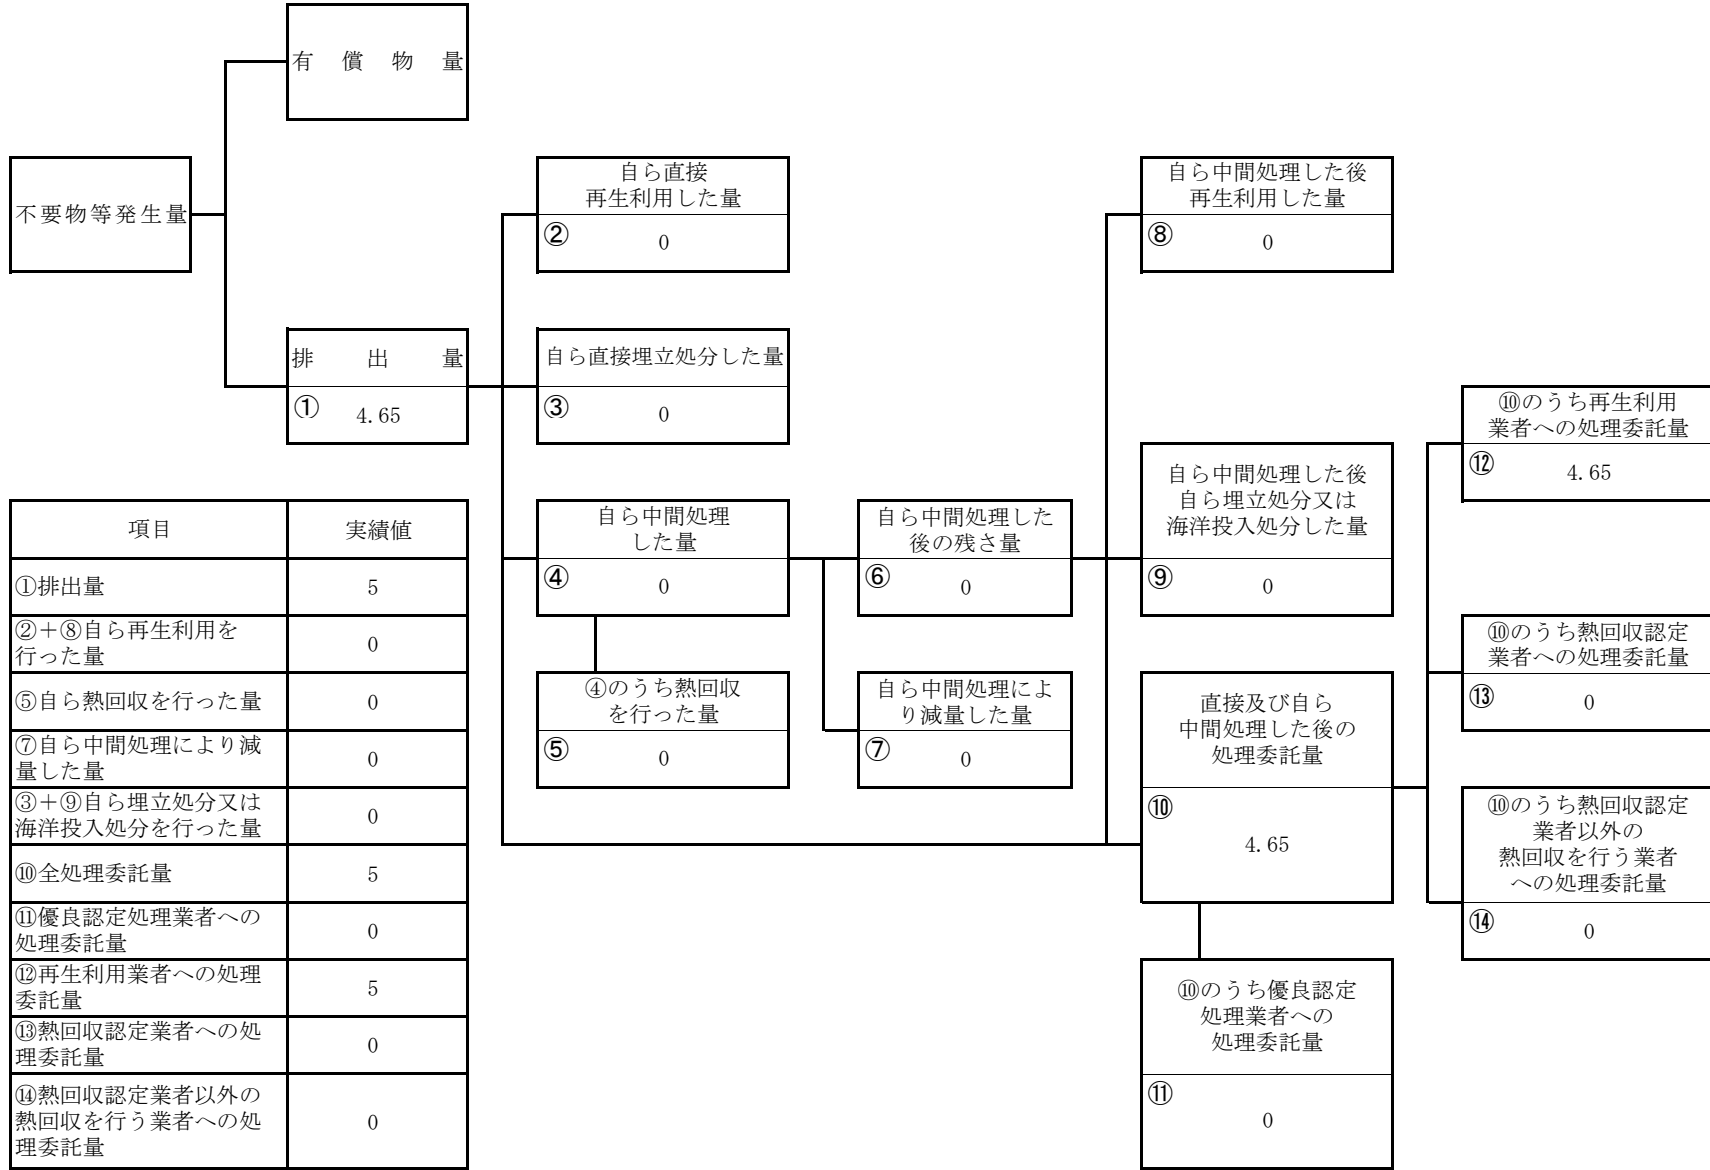 有償物量
不要物等発生量
排出量
① 4.65
自ら直接
再生利用した量
② 0
自ら直接埋立処分した量
③ 0
自ら中間処理
した量
④ 0
④のうち熱回収
を行った量
⑤ 0
自ら中間処理した
後の残さ量
⑥ 0
自ら中間処理によ
り減量した量
⑦ 0
自ら中間処理した後
再生利用した量
⑧ 0
自ら中間処理した後
自ら埋立処分又は
海洋投入処分した量
⑨ 0
直接及び自ら
中間処理した後の
処理委託量
⑩
4.65
⑩のうち優良認定
処理業者への
処理委託量
⑪
0
⑩のうち再生利用
業者への処理委託量
⑫ 4.65
⑩のうち熱回収認定
業者への処理委託量
⑬ 0
⑩のうち熱回収認定
業者以外の
熱回収を行う業者
への処理委託量
⑭ 0
項目 実績値
①排出量 5
②+⑧自ら再生利用を
行った量 0
⑤自ら熱回収を行った量 0
⑦自ら中間処理により減
量した量 0
③+⑨自ら埋立処分又は
海洋投入処分を行った量 0
⑩全処理委託量 5
⑪優良認定処理業者への
処理委託量 0
⑫再生利用業者への処理
委託量 5
⑬熱回収認定業者への処
理委託量 0
⑭熱回収認定業者以外の
熱回収を行う業者への処
理委託量 0